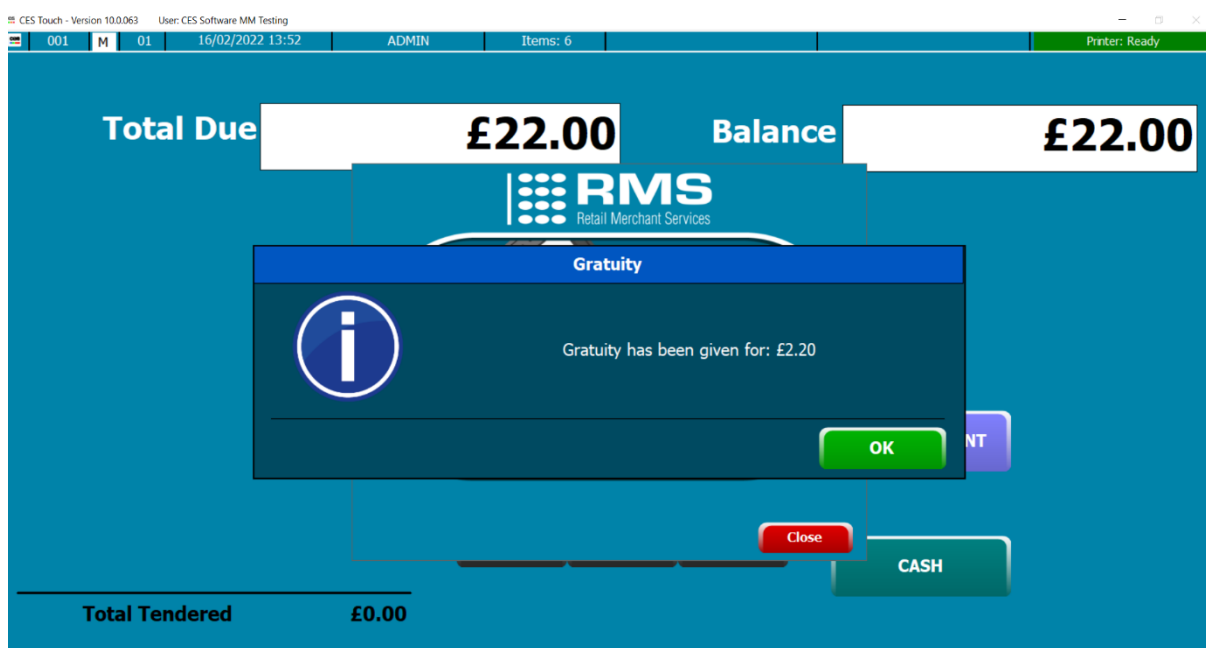 CES Touch - Version 10.0.063 User: CES Software MM Testing
001 M 01 16/02/2022 13:52 ADMIN Items: 6 Printer: Ready
Total Due £22.00 Balance £22.00
RMS
Retail Merchant Services
Gratuity
Gratuity has been given for: £2.20
OK
NT
Close
CASH
Total Tendered £0.00